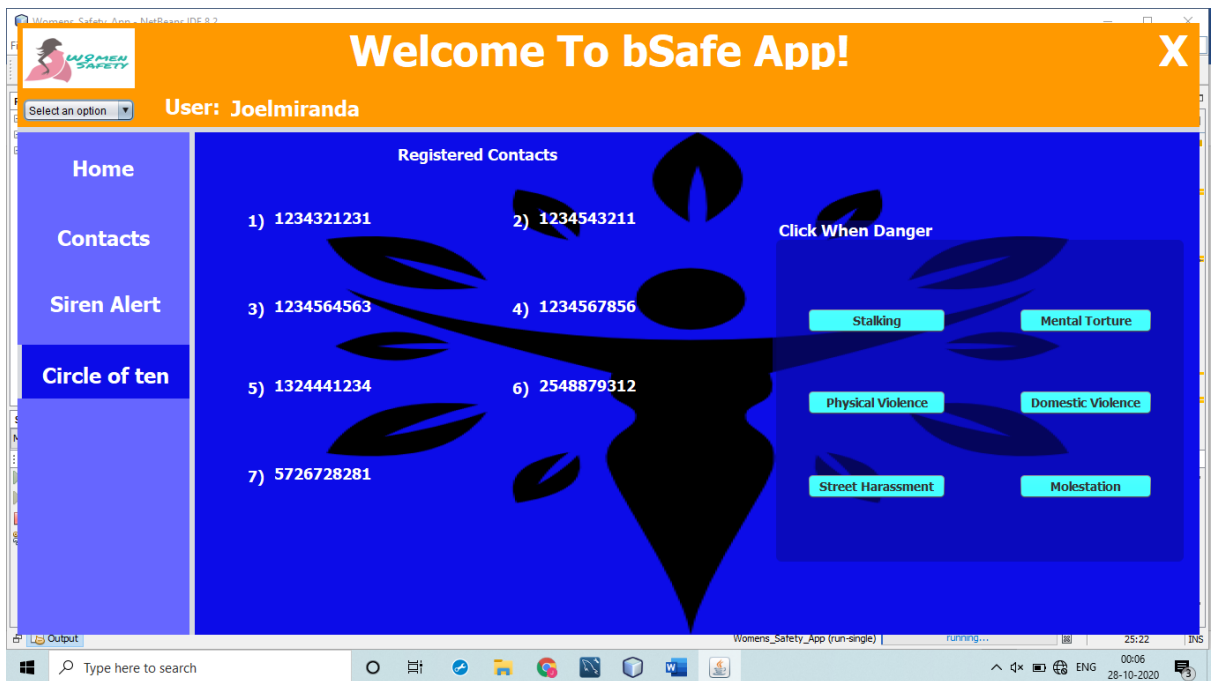 Womens_Safety_App - NetBeans IDE 8.2
WOMEN
SAFETY
Welcome To bSafe App!
X
Select an option
User: Joelmiranda
Home
Contacts
Siren Alert
Circle of ten
Registered Contacts
1) 1234321231
2) 1234543211
3) 1234564563
4) 1234567856
5) 1324441234
6) 2548879312
7) 5726728281
Click When Danger
Stalking
Mental Torture
Physical Violence
Domestic Violence
Street Harassment
Molestation
Output
Womens_Safety_App (run-single)
running...
25:22
INS
Type here to search
ENG
00:06
28-10-2020
3